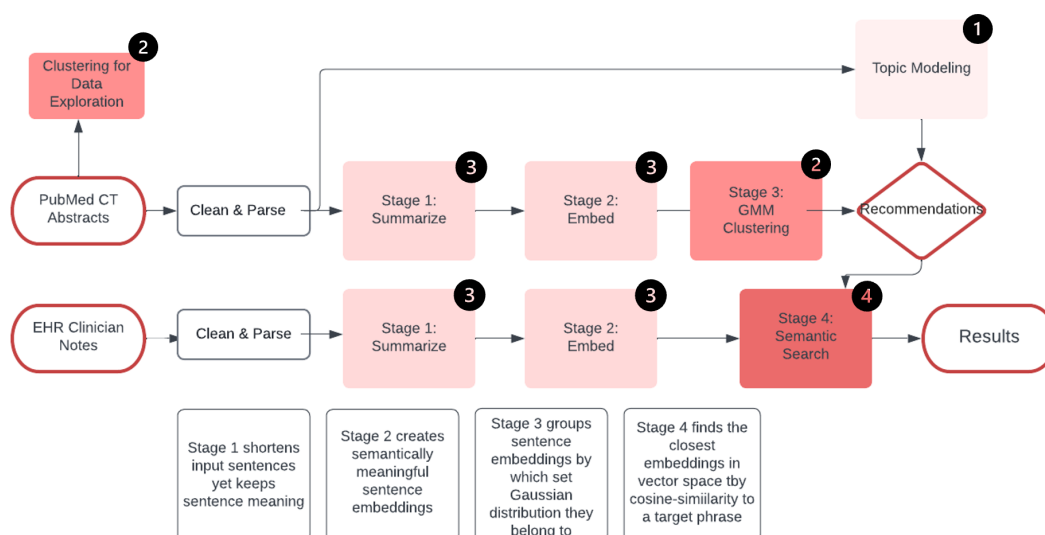 1
Topic Modeling
2
Clustering for
Data
Exploration
PubMed CT
Abstracts
Clean & Parse
3
Stage 1:
Summarize
3
Stage 2:
Embed
2
Stage 3:
GMM
Clustering
Recommendations
EHR Clinician
Notes
Clean & Parse
3
Stage 1:
Summarize
3
Stage 2:
Embed
4
Stage 4:
Semantic
Search
Results
Stage 1 shortens
input sentences
yet keeps
sentence meaning
Stage 2 creates
semantically
meaningful
sentence
embeddings
Stage 3 groups
sentence
embeddings by
which set
Gaussian
distribution they
belong to
Stage 4 finds the
closest
embeddings in
vector space tby
cosine-simiilarity to
a target phrase